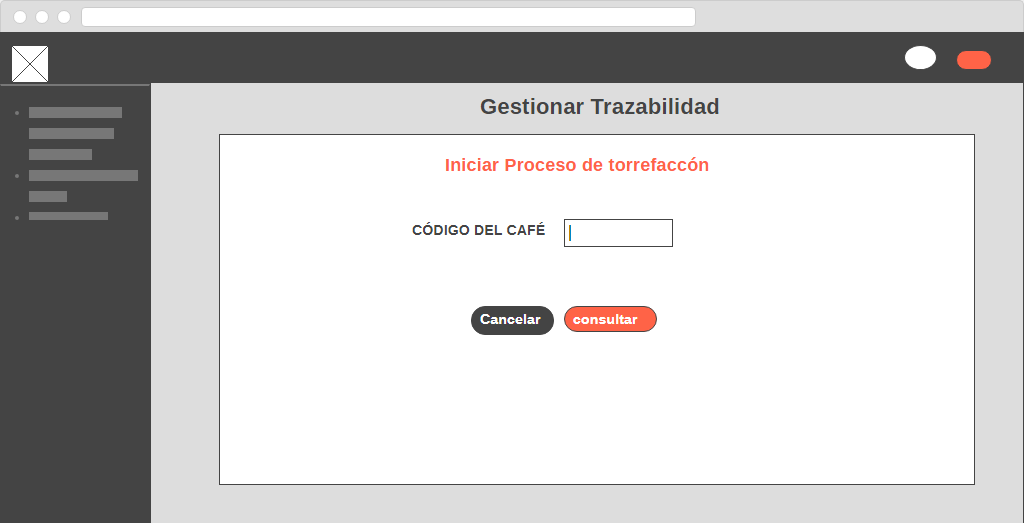 Gestionar Trazabilidad
Iniciar Proceso de torrefaccón
CÓDIGO DEL CAFÉ
Cancelar consultar